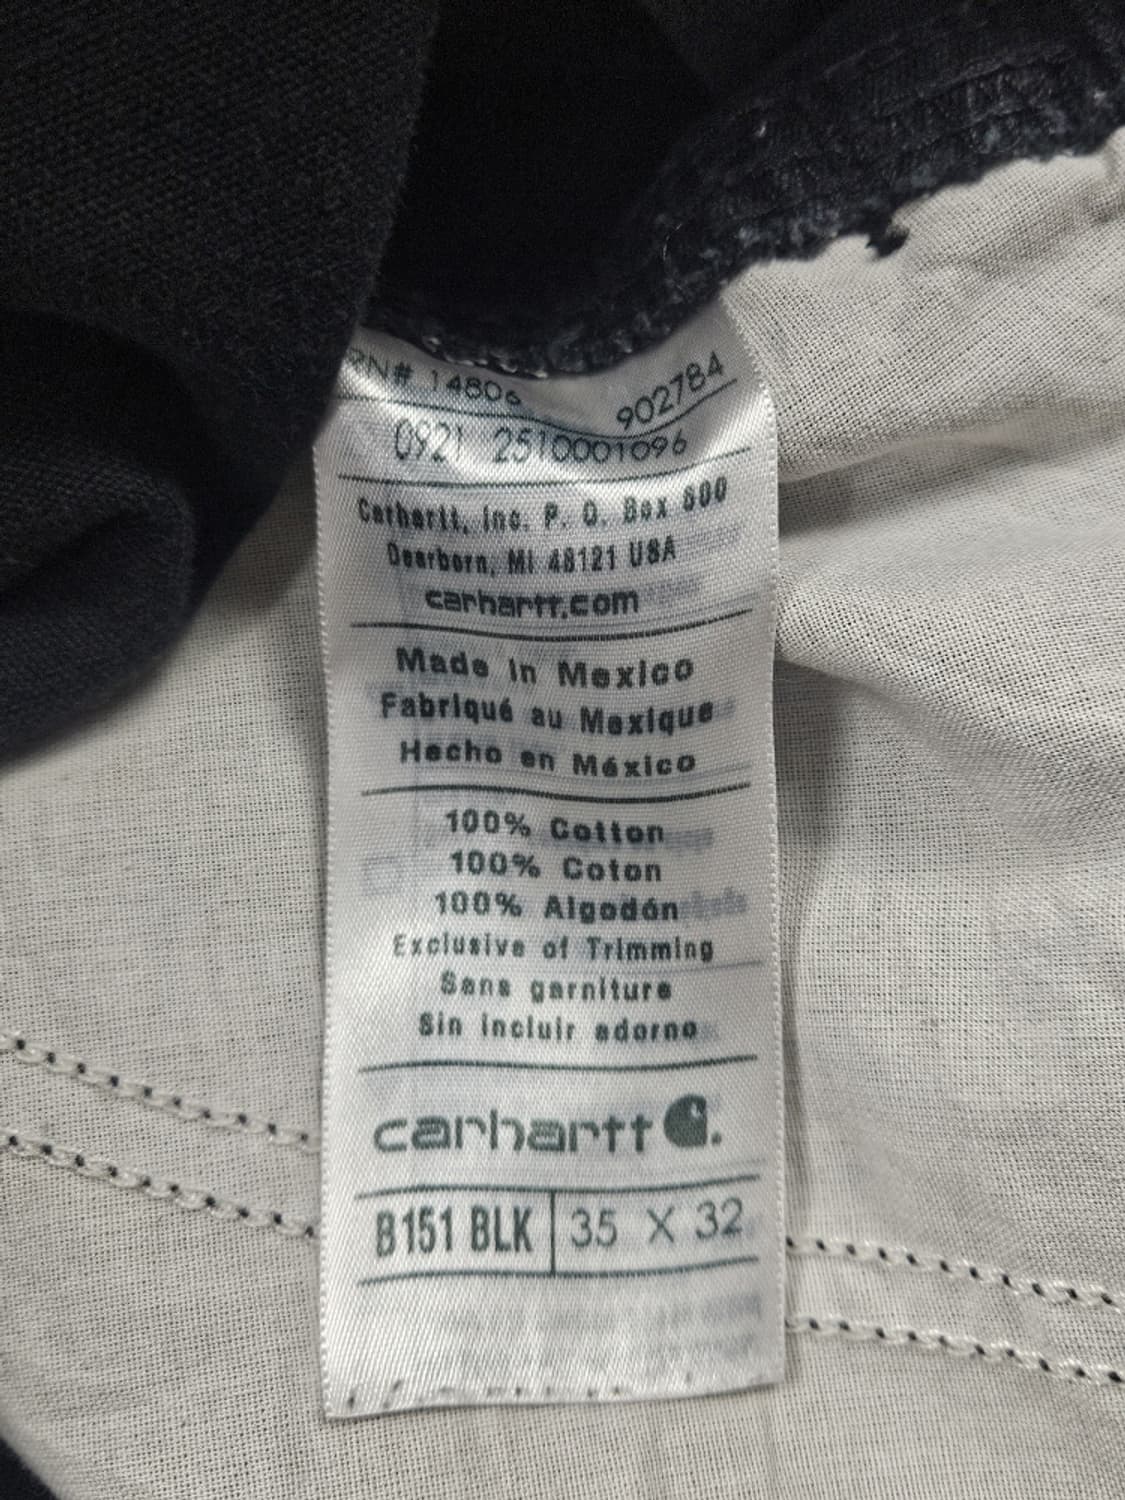 RN# 14806 902784
0921 2510001096
Carhartt, Inc. P. O. Box 600
Dearborn, MI 48121 USA
carhartt.com
Made in Mexico
Fabriqué au Mexique
Hecho en México
100% Cotton
100% Coton
100% Algodón
Exclusive of Trimming
Sans garniture
Sin incluir adorno
carhartt
B151 BLK 35 X 32